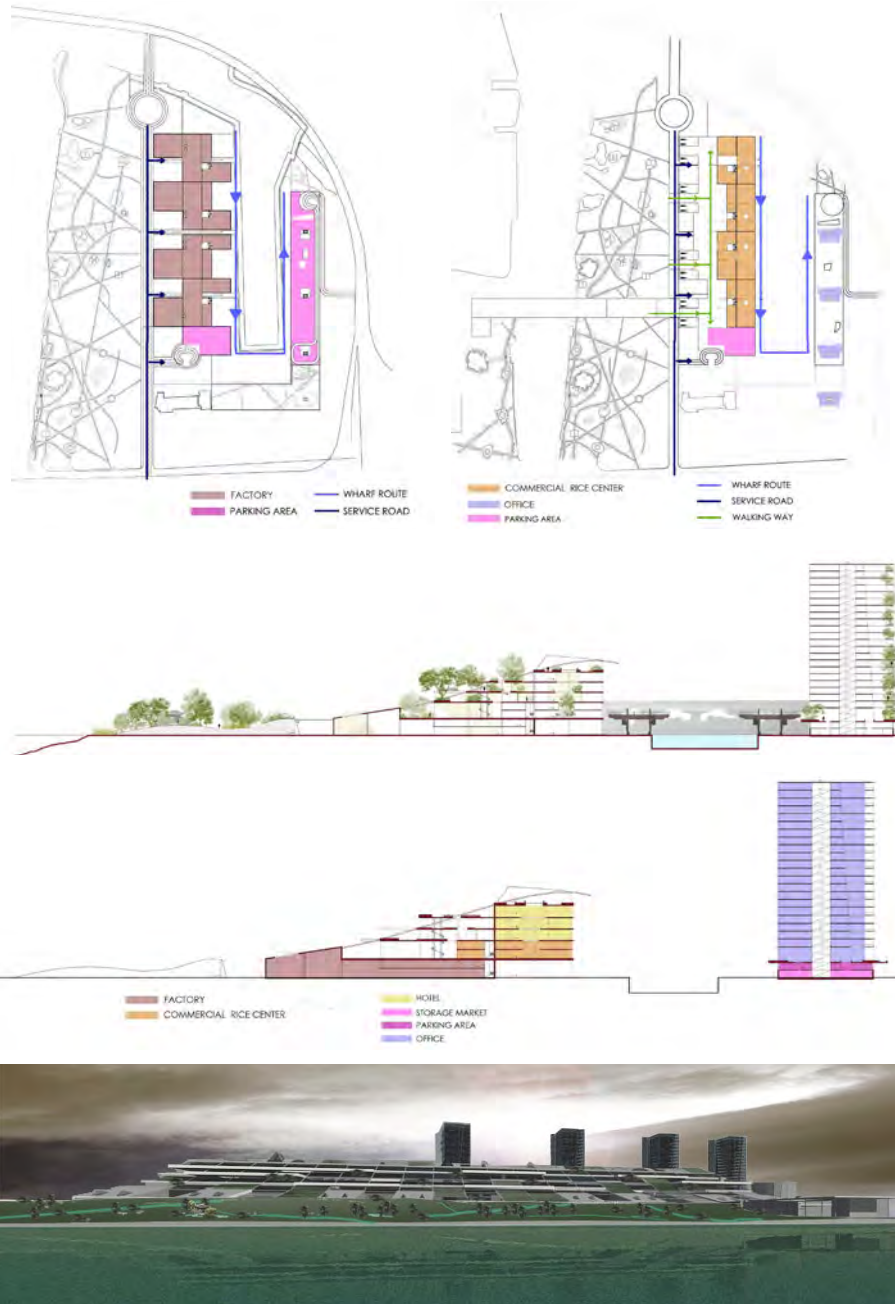 FACTORY
WHARF ROUTE
PARKING AREA
SERVICE ROAD
COMMERCIAL RICE CENTER
WHARF ROUTE
OFFICE
SERVICE ROAD
PARKING AREA
WALKING WAY
FACTORY
HOTEL
COMMERCIAL RICE CENTER
STORAGE MARKET
PARKING AREA
OFFICE